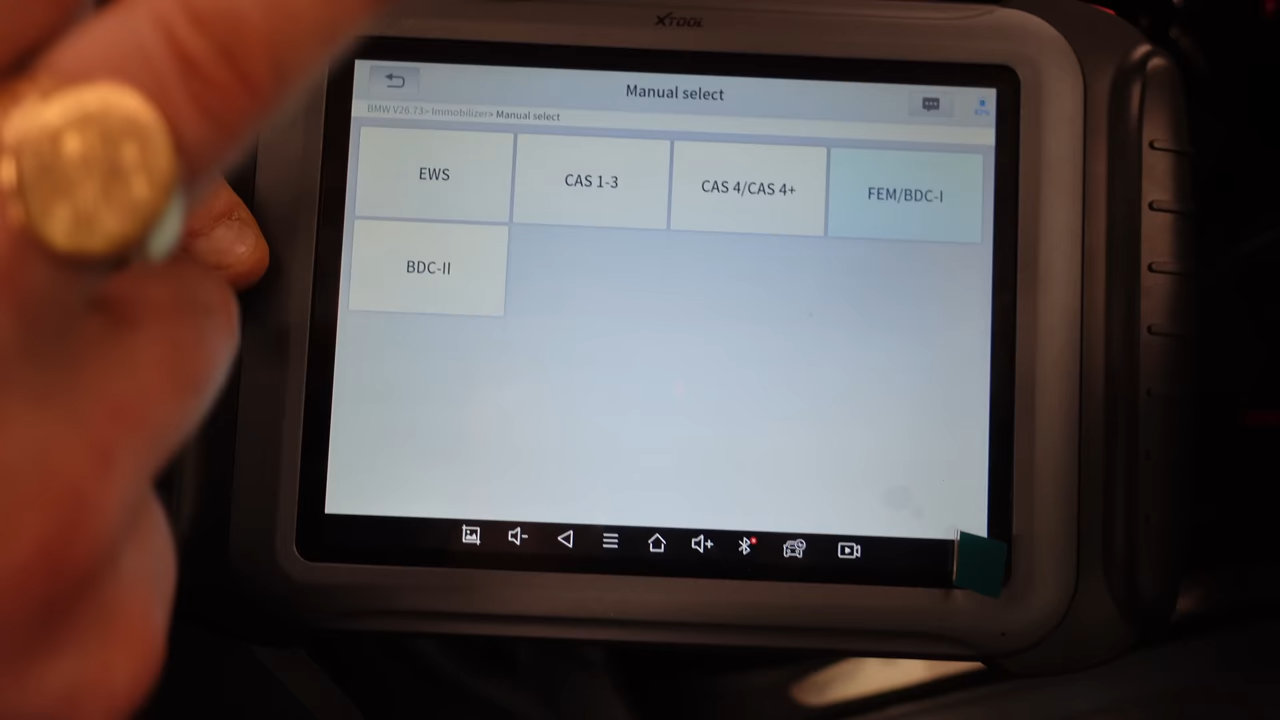 XTOOL
Manual select
BMW V26.73> Immobilizer> Manual select
EWS
CAS 1-3
CAS 4/CAS 4+
FEM/BDC-I
BDC-II